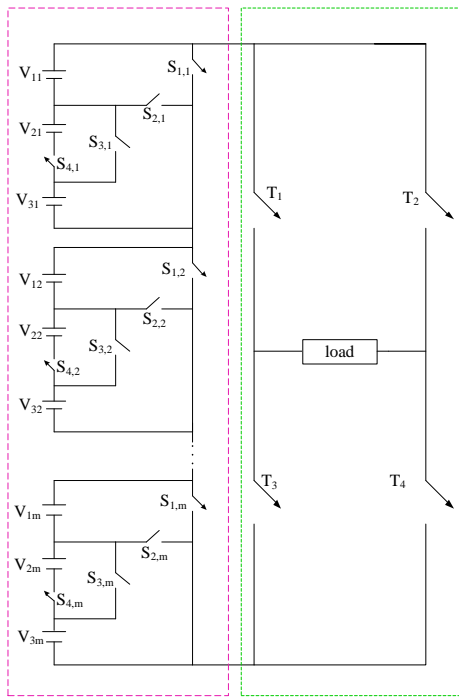 V11
S1,1
V21
S2,1
S3,1
S4,1
V31
T1
T2
V12
S1,2
V22
S2,2
S3,2
S4,2
V32
load
V1m
S1,m
T3
T4
V2m
S2,m
S3,m
S4,m
V3m